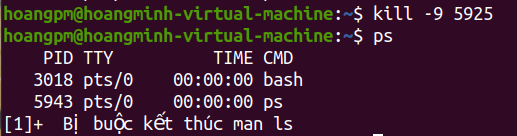 hoangpm@hoangminh-virtual-machine:~$ kill -9 5925
hoangpm@hoangminh-virtual-machine:~$ ps
    PID TTY          TIME CMD
   3018 pts/0    00:00:00 bash
   5943 pts/0    00:00:00 ps
[1]+  Bị buộc kết thúc man ls